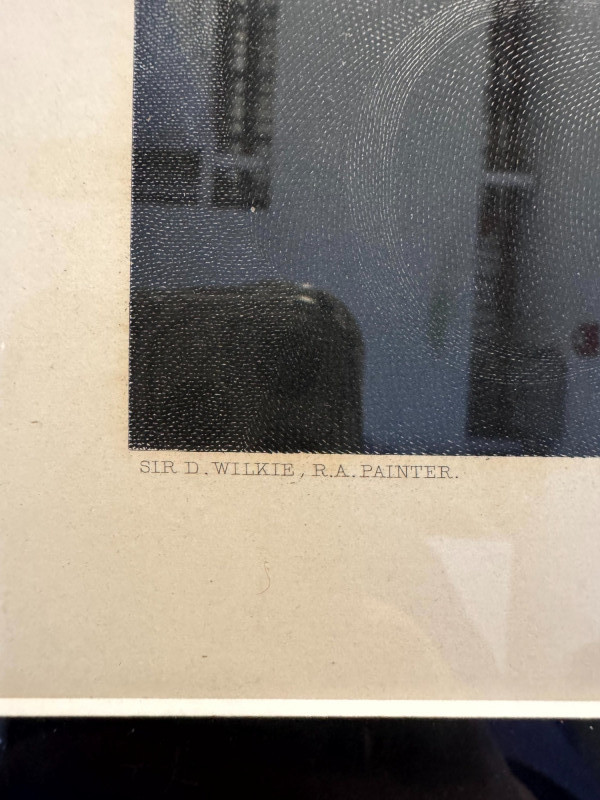 SIR D. WILKIE, R.A. PAINTER.